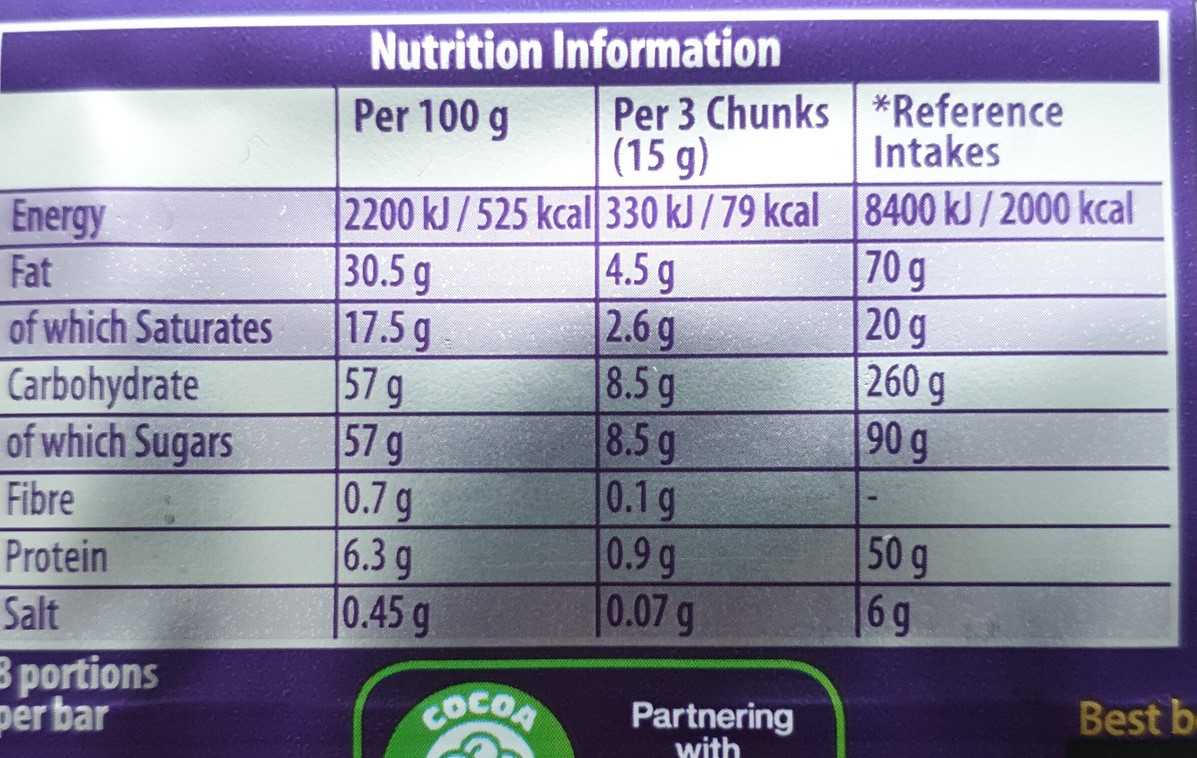 Nutrition Information
Per 100 g Per 3 Chunks (15 g) *Reference Intakes
Energy 2200 kJ / 525 kcal 330 kJ / 79 kcal 8400 kJ / 2000 kcal
Fat 30.5 g 4.5 g 70 g
of which Saturates 17.5 g 2.6 g 20 g
Carbohydrate 57 g 8.5 g 260 g
of which Sugars 57 g 8.5 g 90 g
Fibre 0.7 g 0.1 g -
Protein 6.3 g 0.9 g 50 g
Salt 0.45 g 0.07 g 6 g
portions
per bar
COCOA
Partnering
with
Best